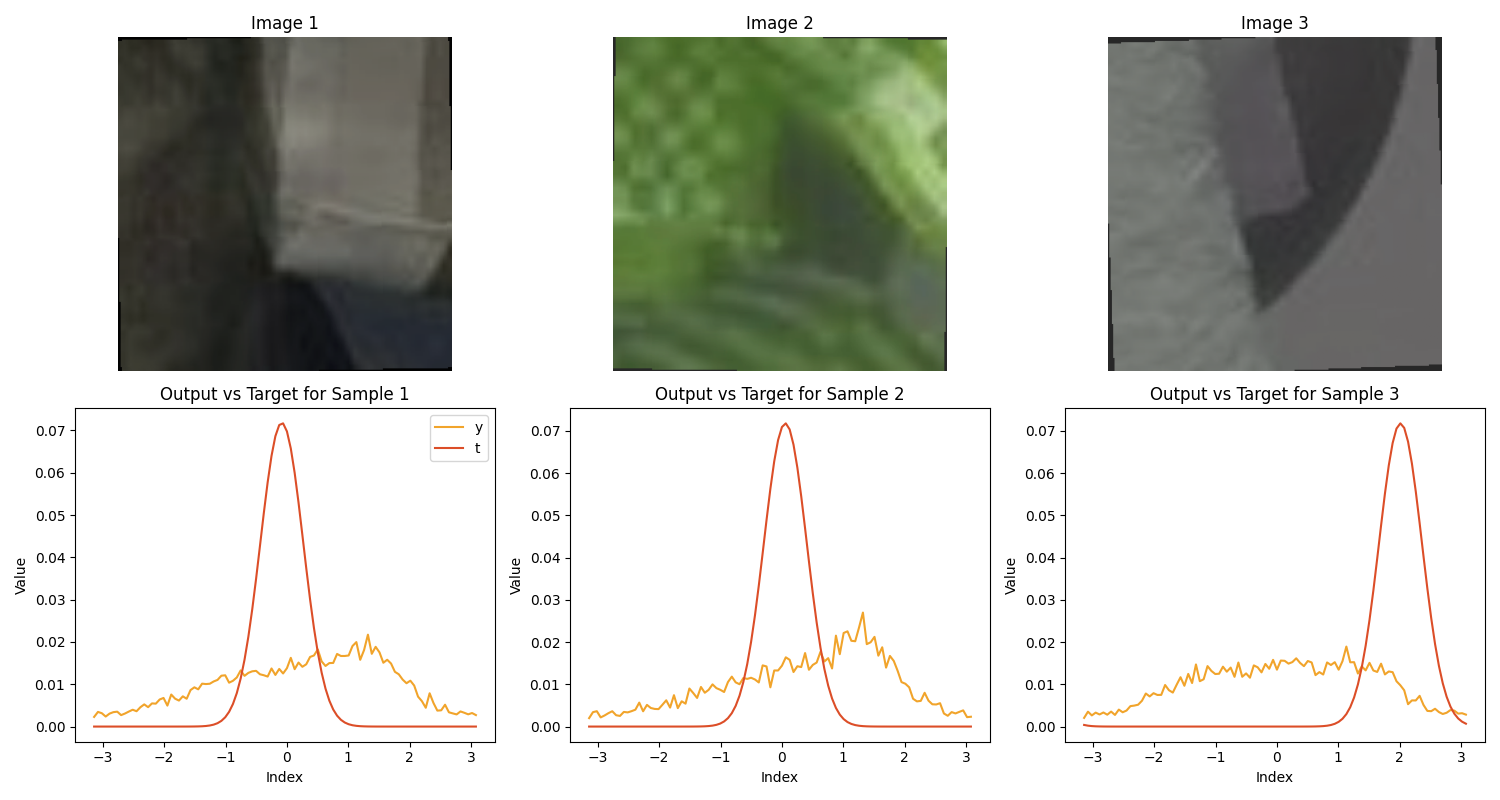 Image 1
Image 2
Image 3
Output vs Target for Sample 1
Output vs Target for Sample 2
Output vs Target for Sample 3
y
t
Value
0.07
0.06
0.05
0.04
0.03
0.02
0.01
0.00
−3 −2 −1 0 1 2 3
Index
Value
0.07
0.06
0.05
0.04
0.03
0.02
0.01
0.00
−3 −2 −1 0 1 2 3
Index
Value
0.07
0.06
0.05
0.04
0.03
0.02
0.01
0.00
−3 −2 −1 0 1 2 3
Index